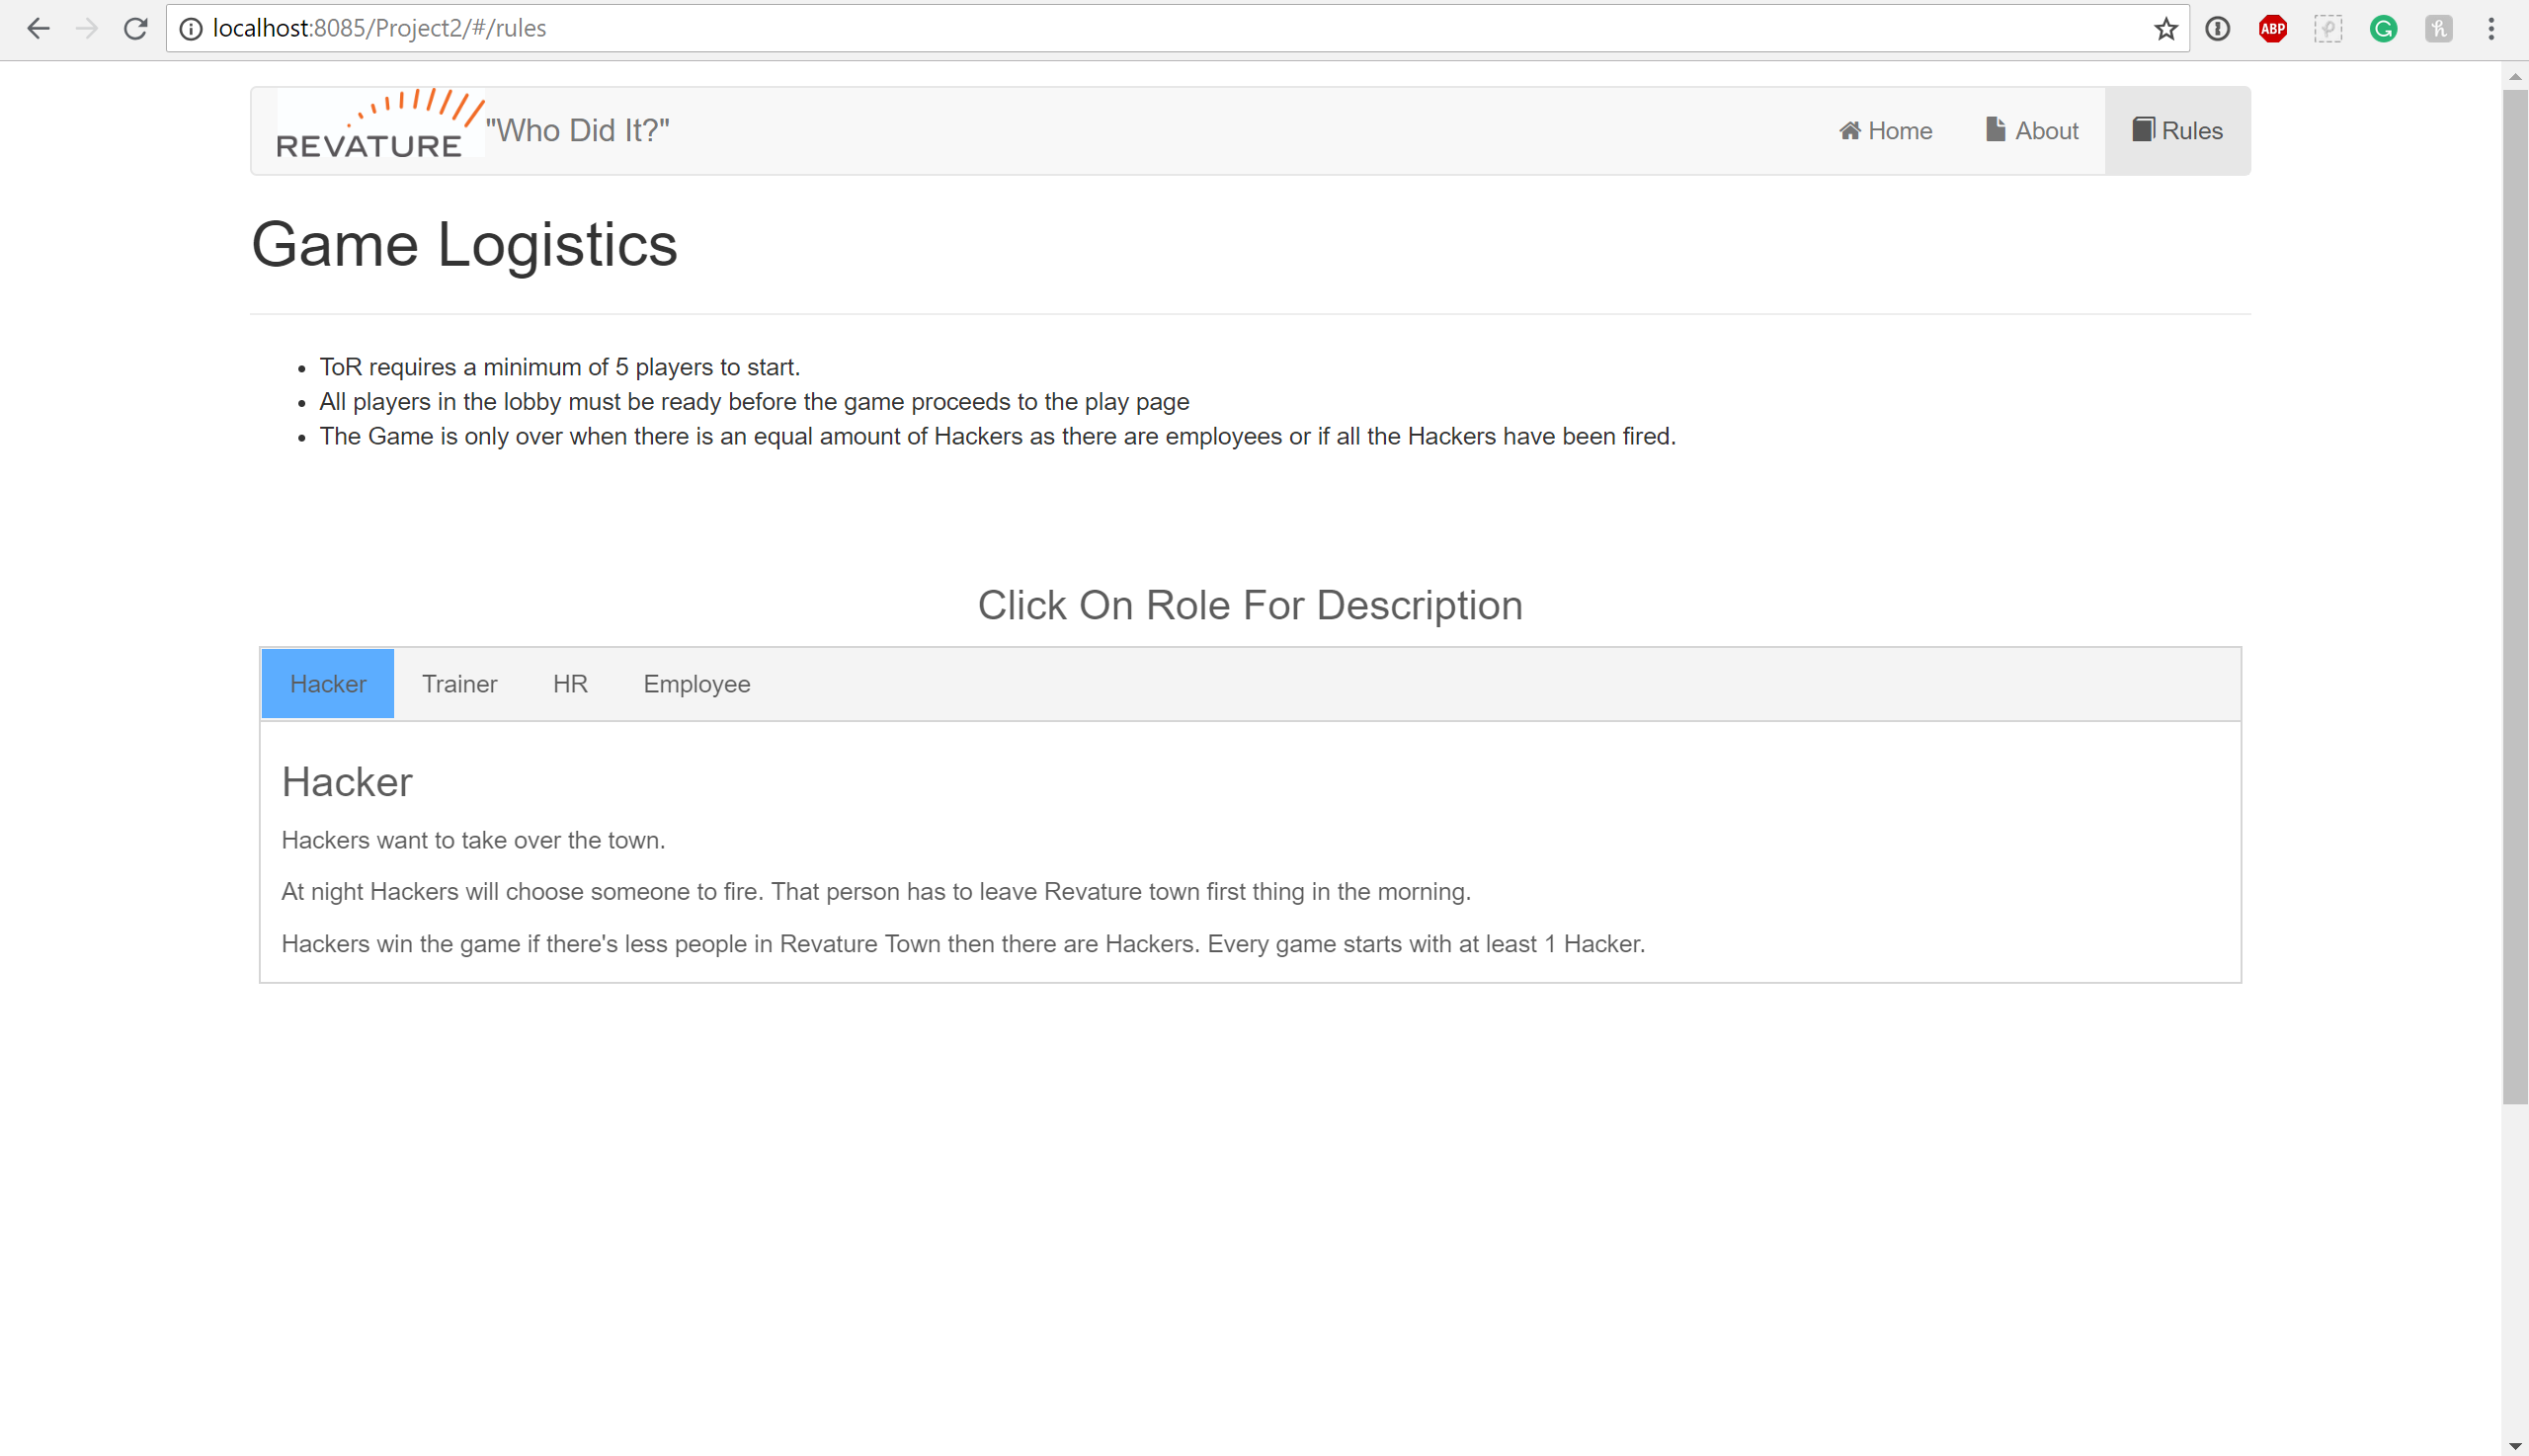 localhost:8085/Project2/#/rules
ABP
REVATURE "Who Did It?" Home About Rules
Game Logistics
• ToR requires a minimum of 5 players to start.
• All players in the lobby must be ready before the game proceeds to the play page
• The Game is only over when there is an equal amount of Hackers as there are employees or if all the Hackers have been fired.
Click On Role For Description
Hacker Trainer HR Employee
Hacker
Hackers want to take over the town.
At night Hackers will choose someone to fire. That person has to leave Revature town first thing in the morning.
Hackers win the game if there's less people in Revature Town then there are Hackers. Every game starts with at least 1 Hacker.